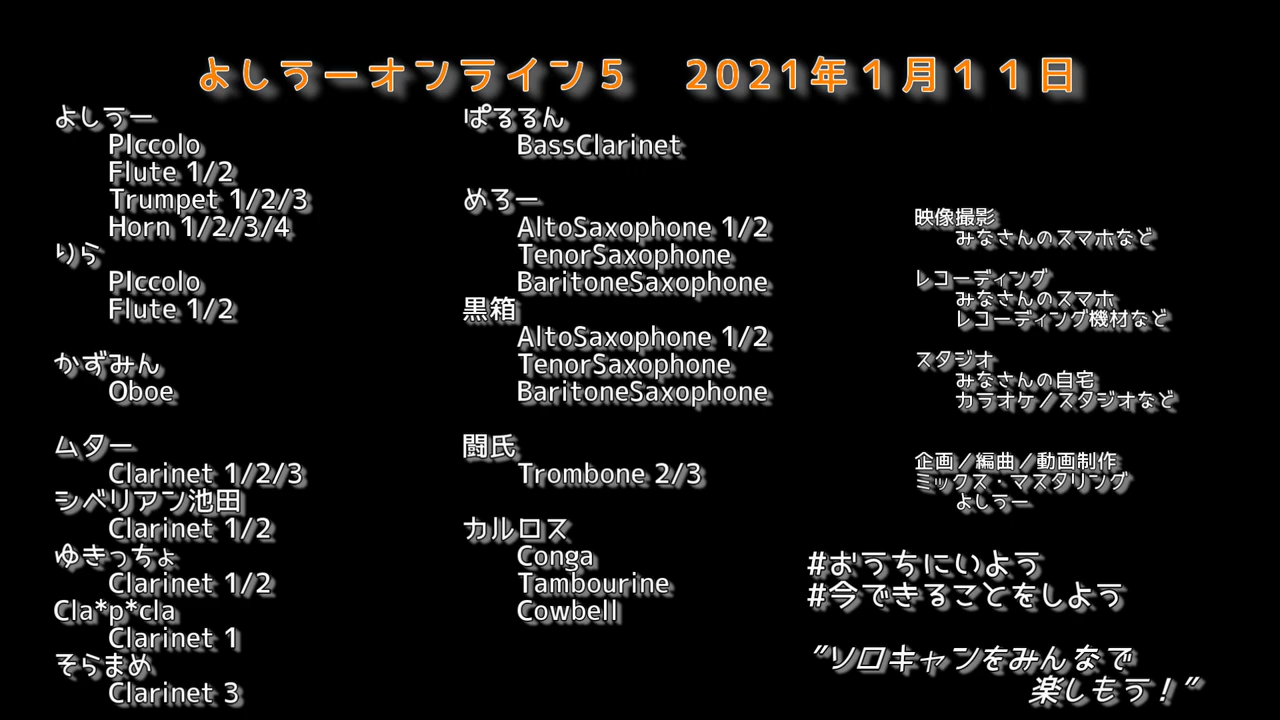 よしうーオンライン５　２０２１年１月１１日
よしうー
PIccolo
Flute 1/2
Trumpet 1/2/3
Horn 1/2/3/4
りら
PIccolo
Flute 1/2
かずみん
Oboe
ムター
Clarinet 1/2/3
シベリアン池田
Clarinet 1/2
ゆきっちょ
Clarinet 1/2
Cla*p*cla
Clarinet 1
そらまめ
Clarinet 3
ぱるるん
BassClarinet
めろー
AltoSaxophone 1/2
TenorSaxophone
BaritoneSaxophone
黒箱
AltoSaxophone 1/2
TenorSaxophone
BaritoneSaxophone
闘氏
Trombone 2/3
カルロス
Conga
Tambourine
Cowbell
映像撮影
みなさんのスマホなど
レコーディング
みなさんのスマホ
レコーディング機材など
スタジオ
みなさんの自宅
カラオケ／スタジオなど
企画／編曲／動画制作
ミックス・マスタリング
よしうー
#おうちにいよう
#今できることをしよう
”ソロキャンをみんなで
楽しもう！”